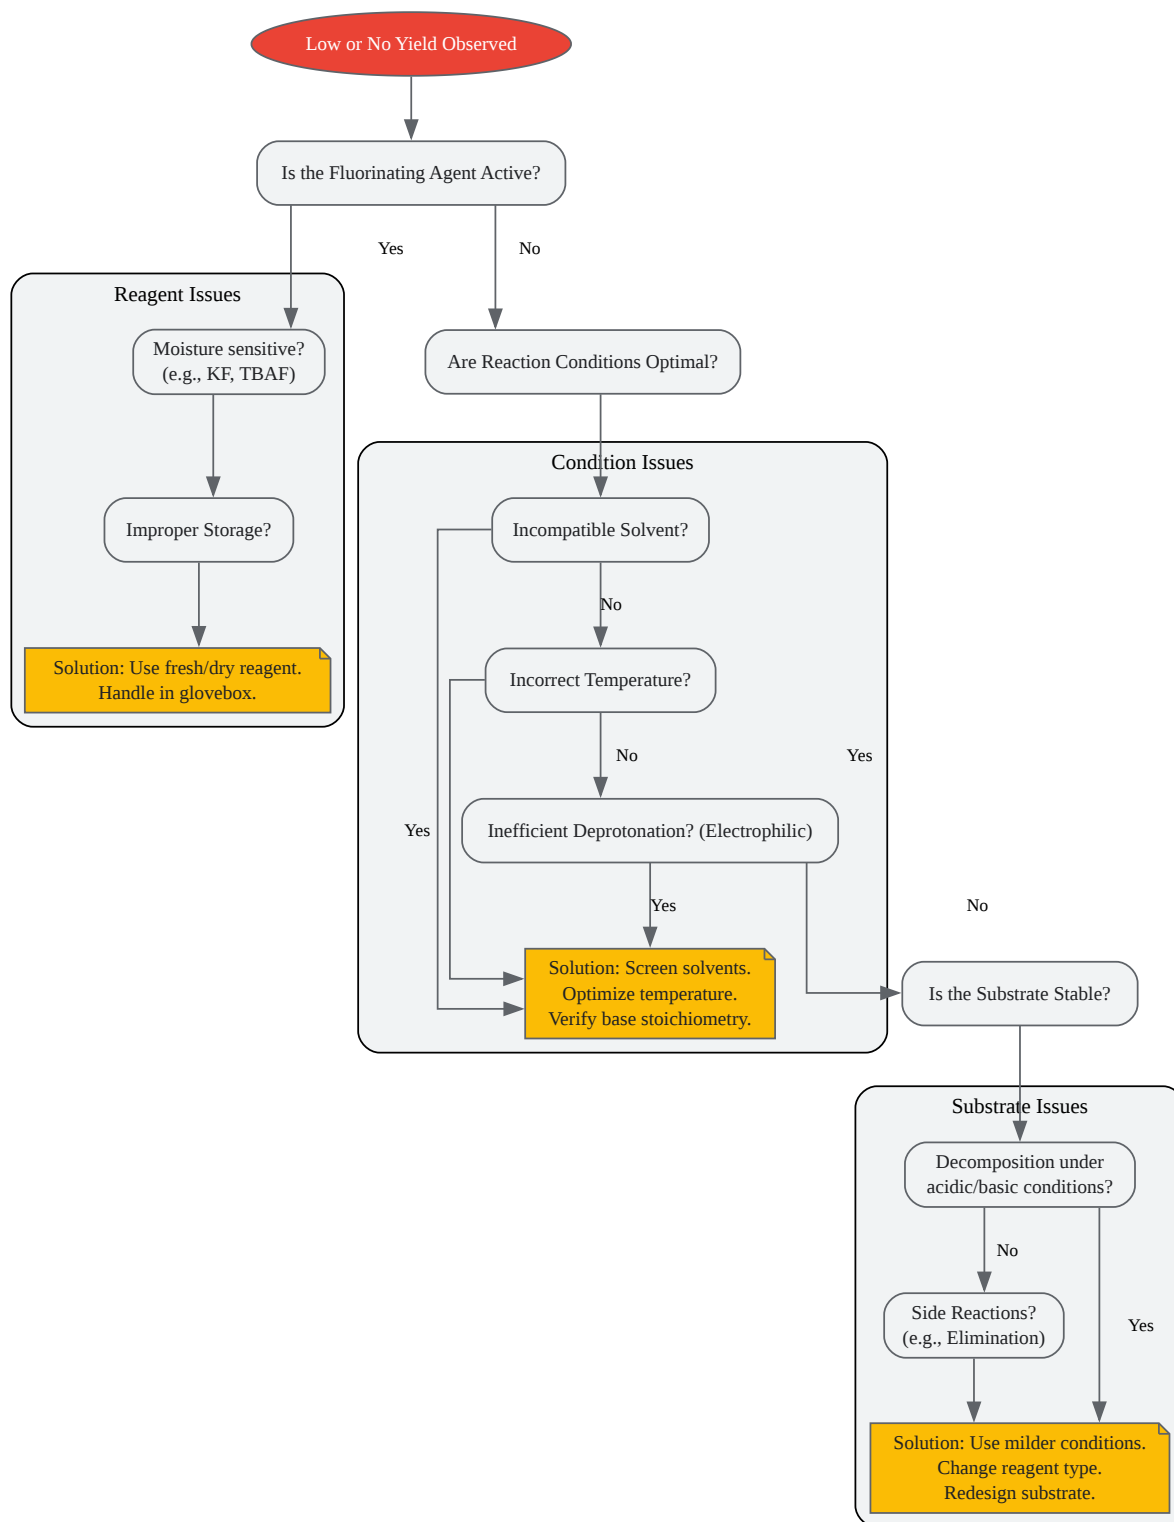 Low or No Yield Observed
Is the Fluorinating Agent Active?
Yes
No
Reagent Issues
Moisture sensitive?
(e.g., KF, TBAF)
Are Reaction Conditions Optimal?
Condition Issues
Improper Storage?
Incompatible Solvent?
No
Solution: Use fresh/dry reagent.
Handle in glovebox.
Incorrect Temperature?
No
Yes
Yes
Inefficient Deprotonation? (Electrophilic)
Yes
No
Solution: Screen solvents.
Optimize temperature.
Verify base stoichiometry.
Is the Substrate Stable?
Substrate Issues
Decomposition under
acidic/basic conditions?
No
Side Reactions?
(e.g., Elimination)
Yes
Solution: Use milder conditions.
Change reagent type.
Redesign substrate.